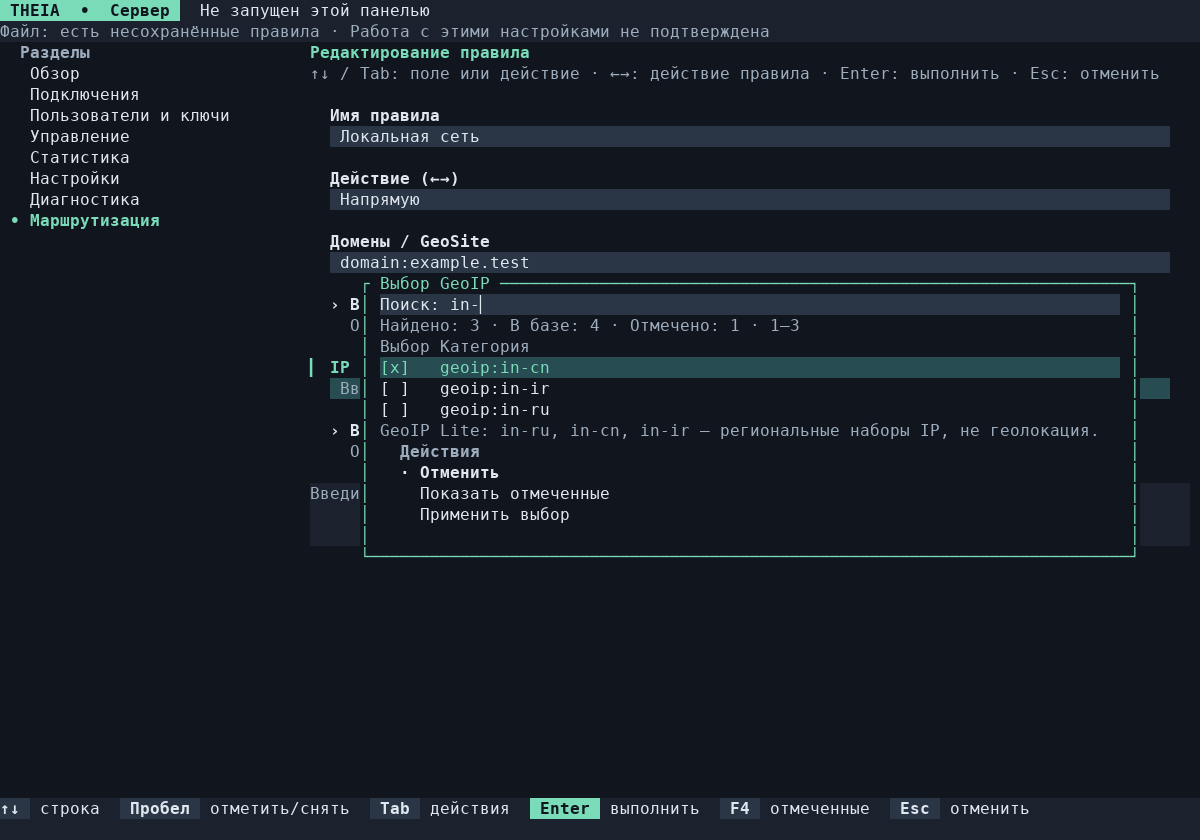 THEIA • Сервер Не запущен этой панелью
Файл: есть несохранённые правила · Работа с этими настройками не подтверждена
Разделы
Обзор
Подключения
Пользователи и ключи
Управление
Статистика
Настройки
Диагностика
• Маршрутизация
Редактирование правила
↑↓ / Tab: поле или действие · ←→: действие правила · Enter: выполнить · Esc: отменить
Имя правила
Локальная сеть
Действие (←→)
Напрямую
Домены / GeoSite
domain:example.test
Выбор GeoIP
› В
Поиск: in-
О
Найдено: 3 · В базе: 4 · Отмечено: 1 · 1–3
Выбор Категория
IP
[x] geoip:in-cn
Вв
[ ] geoip:in-ir
[ ] geoip:in-ru
› В
GeoIP Lite: in-ru, in-cn, in-ir — региональные наборы IP, не геолокация.
О
Действия
· Отменить
Введи
Показать отмеченные
Применить выбор
↑↓ строка Пробел отметить/снять Tab действия Enter выполнить F4 отмеченные Esc отменить